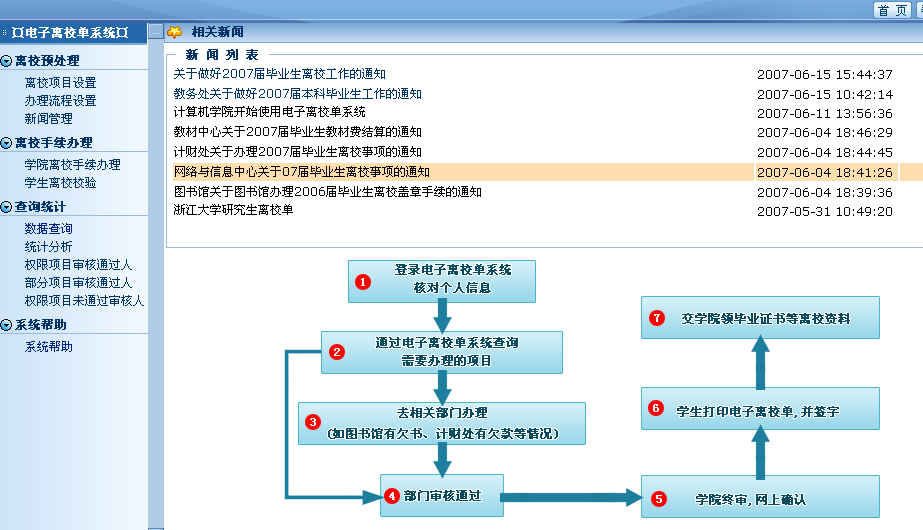 首 页
¤电子离校单系统¤
离校预处理
离校项目设置
办理流程设置
新闻管理
离校手续办理
学院离校手续办理
学生离校校验
查询统计
数据查询
统计分析
权限项目审核通过人
部分项目审核通过人
权限项目未通过审核人
系统帮助
系统帮助
相关新闻
新 闻 列 表
关于做好2007届毕业生离校工作的通知 2007-06-15 15:44:37
教务处关于做好2007届本科毕业生工作的通知 2007-06-15 10:42:14
计算机学院开始使用电子离校单系统 2007-06-11 13:56:36
教材中心关于2007届毕业生教材费结算的通知 2007-06-04 18:46:29
计财处关于办理2007届毕业生离校事项的通知 2007-06-04 18:44:45
网络与信息中心关于07届毕业生离校事项的通知 2007-06-04 18:41:26
图书馆关于图书馆办理2006届毕业生离校盖章手续的通知 2007-06-04 18:39:36
浙江大学研究生离校单 2007-05-31 10:49:20
1 登录电子离校单系统
核对个人信息
2 通过电子离校单系统查询
需要办理的项目
3 去相关部门办理
(如图书馆有欠书、计财处有欠款等情况)
4 部门审核通过
5 学院终审,网上确认
6 学生打印电子离校单,并签字
7 交学院领毕业证书等离校资料